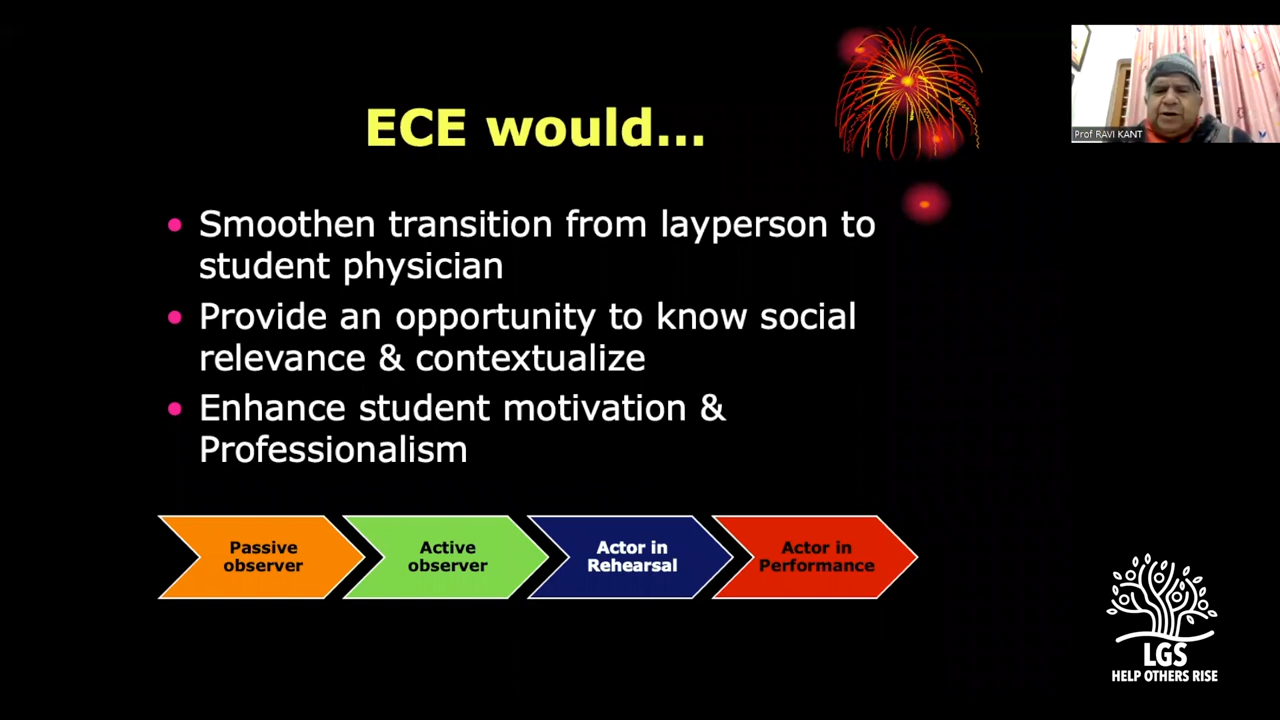 ECE would...
Prof RAVI KANT
• Smoothen transition from layperson to
student physician
• Provide an opportunity to know social
relevance & contextualize
• Enhance student motivation &
Professionalism
Passive
observer
Active
observer
Actor in
Rehearsal
Actor in
Performance
LGS
HELP OTHERS RISE